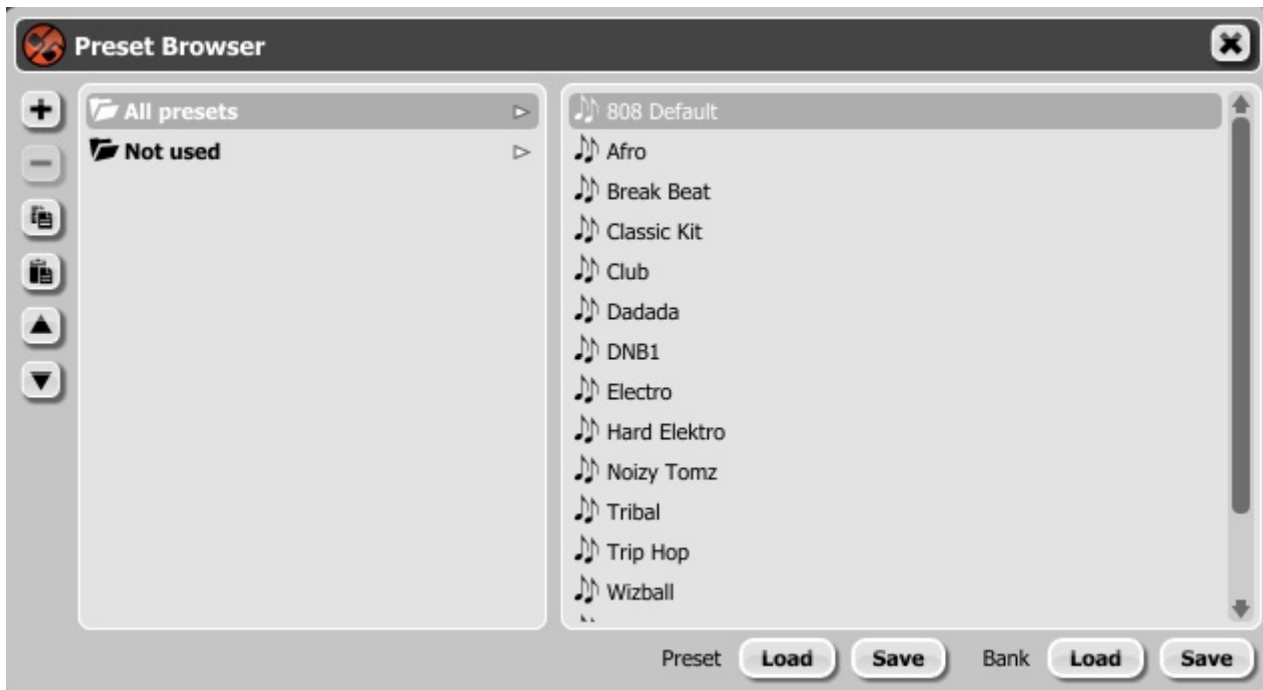 Preset Browser
All presets
Not used
808 Default
Afro
Break Beat
Classic Kit
Club
Dadada
DNB1
Electro
Hard Elektro
Noizy Tomz
Tribal
Trip Hop
Wizball
Preset Load Save Bank Load Save